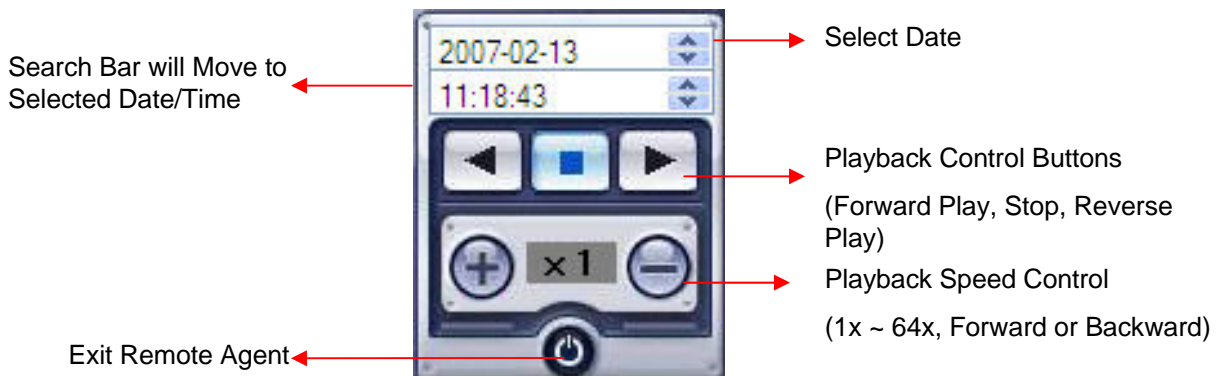 Search Bar will Move to
Selected Date/Time
2007-02-13
11:18:43
Select Date
Playback Control Buttons
(Forward Play, Stop, Reverse
Play)
x 1
Playback Speed Control
(1x ~ 64x, Forward or Backward)
Exit Remote Agent